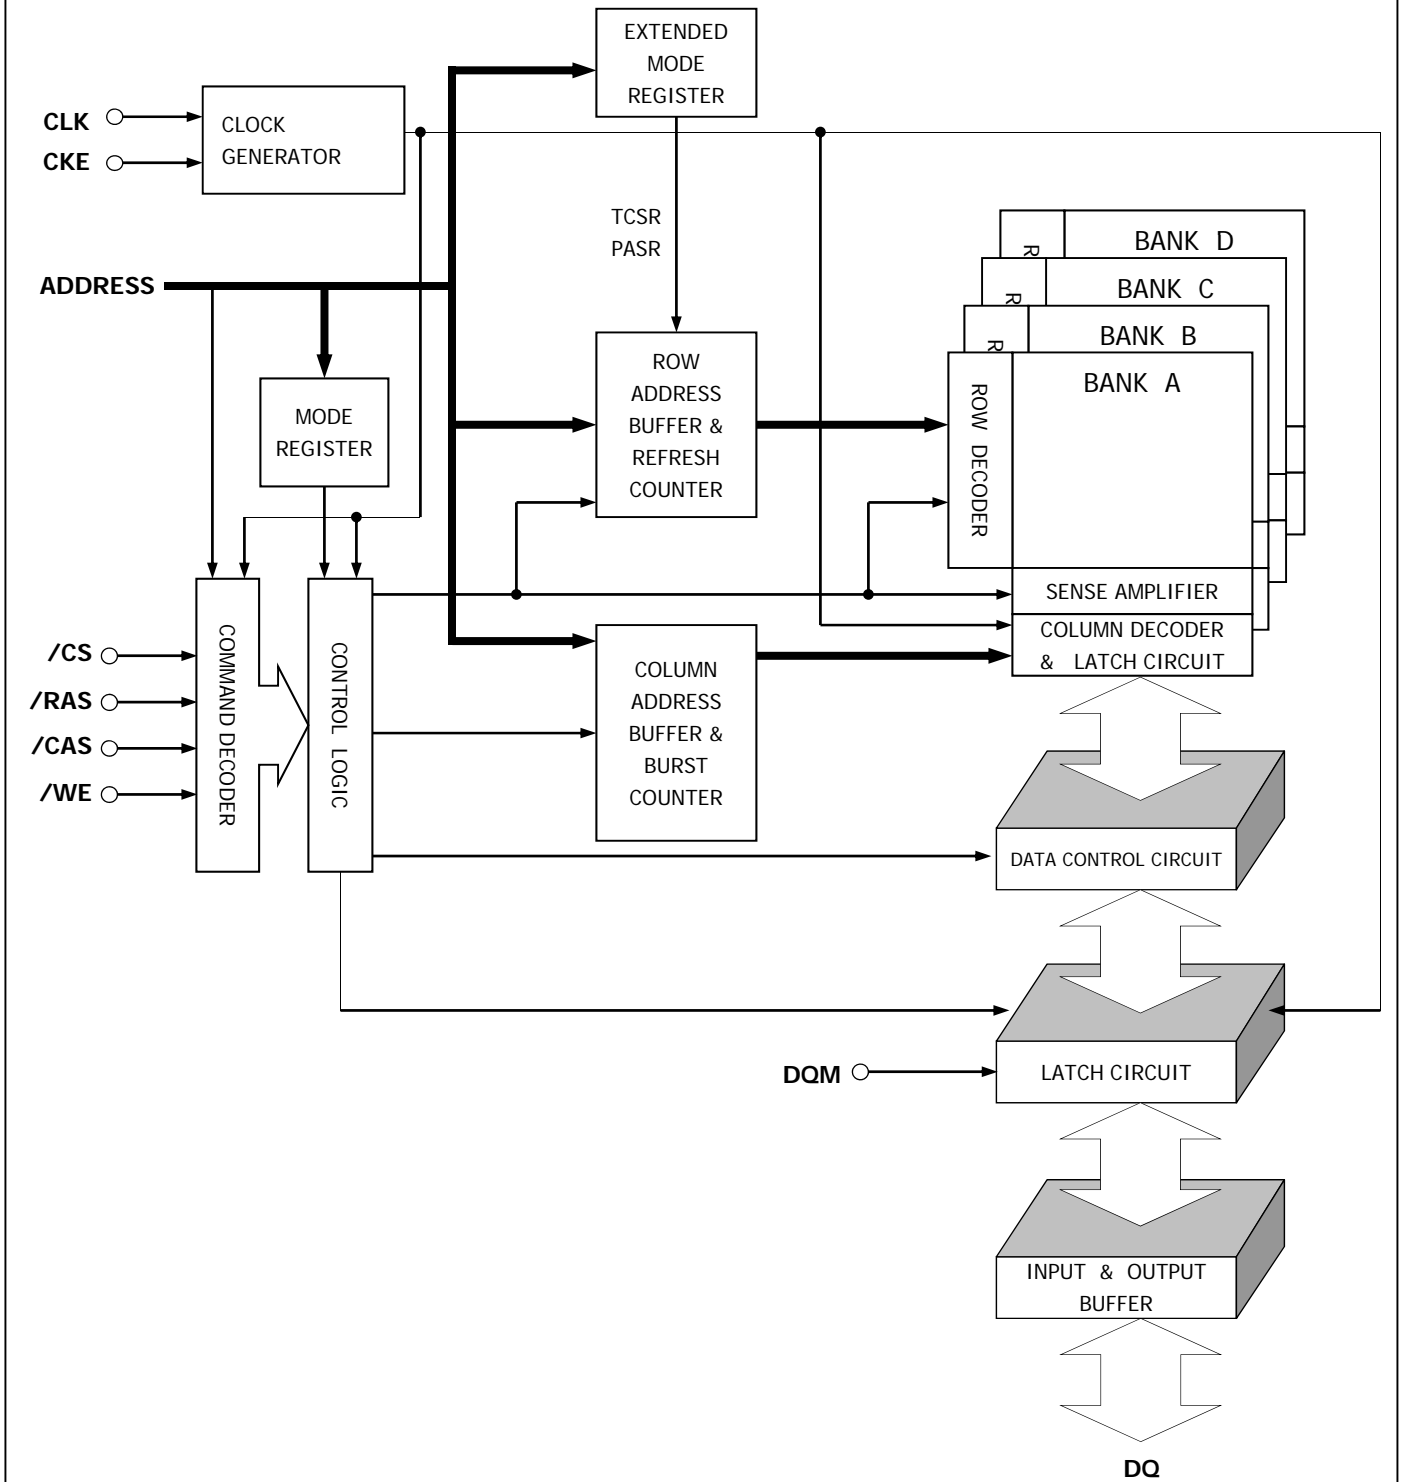 EXTENDED
MODE
REGISTER
CLK
CKE
CLOCK
GENERATOR
TCSR
PASR
ADDRESS
MODE
REGISTER
ROW
ADDRESS
BUFFER &
REFRESH
COUNTER
R
BANK D
R
BANK C
R
BANK B
BANK A
ROW DECODER
SENSE AMPLIFIER
COLUMN DECODER
& LATCH CIRCUIT
/CS
/RAS
/CAS
/WE
COMMAND DECODER
CONTROL LOGIC
COLUMN
ADDRESS
BUFFER &
BURST
COUNTER
DATA CONTROL CIRCUIT
DQM
LATCH CIRCUIT
INPUT & OUTPUT
BUFFER
DQ